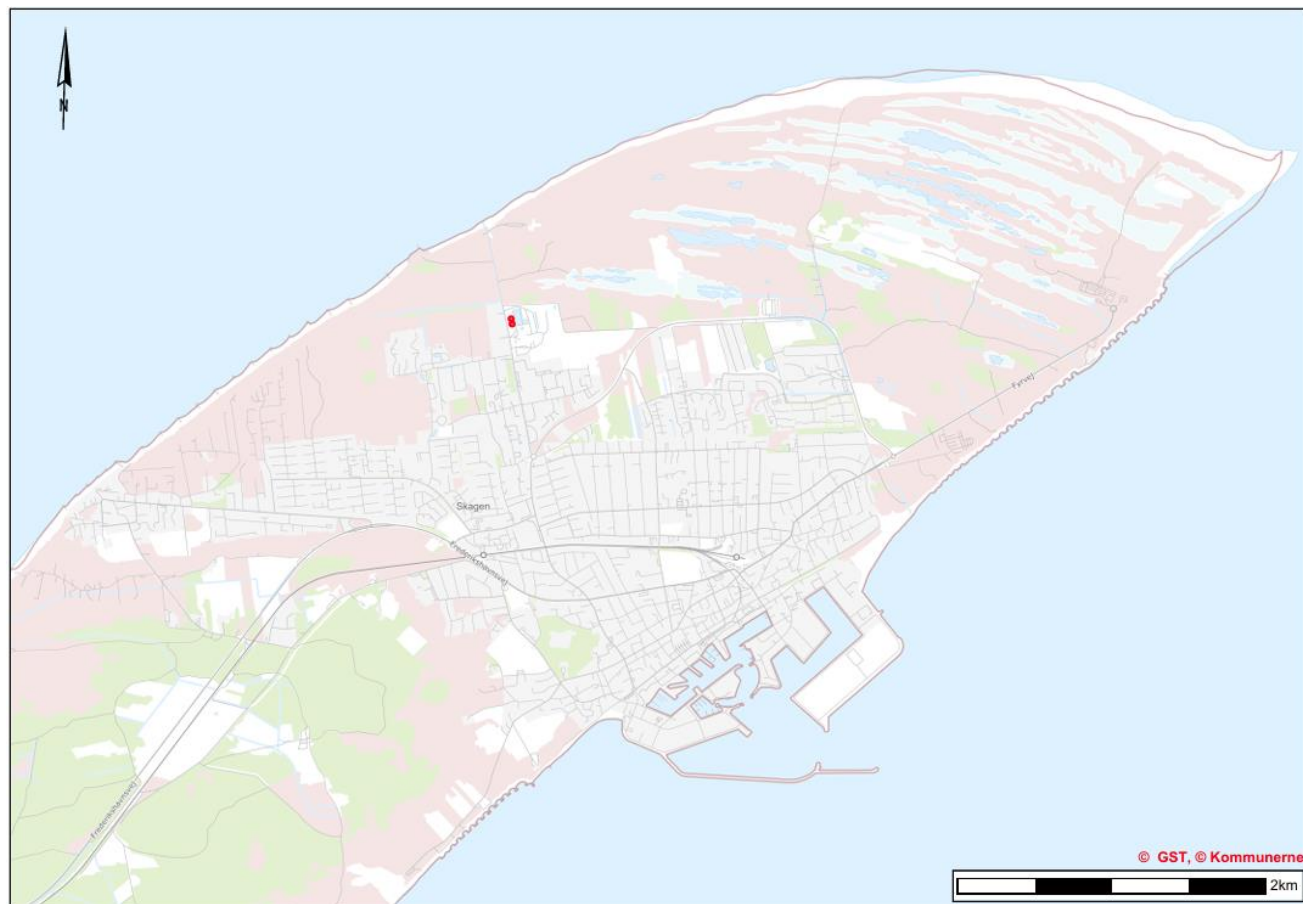 N
Fyrvej
Skagen
Frederikshavnsvej
Frederikshavnsvej
© GST, © Kommunerne
2km